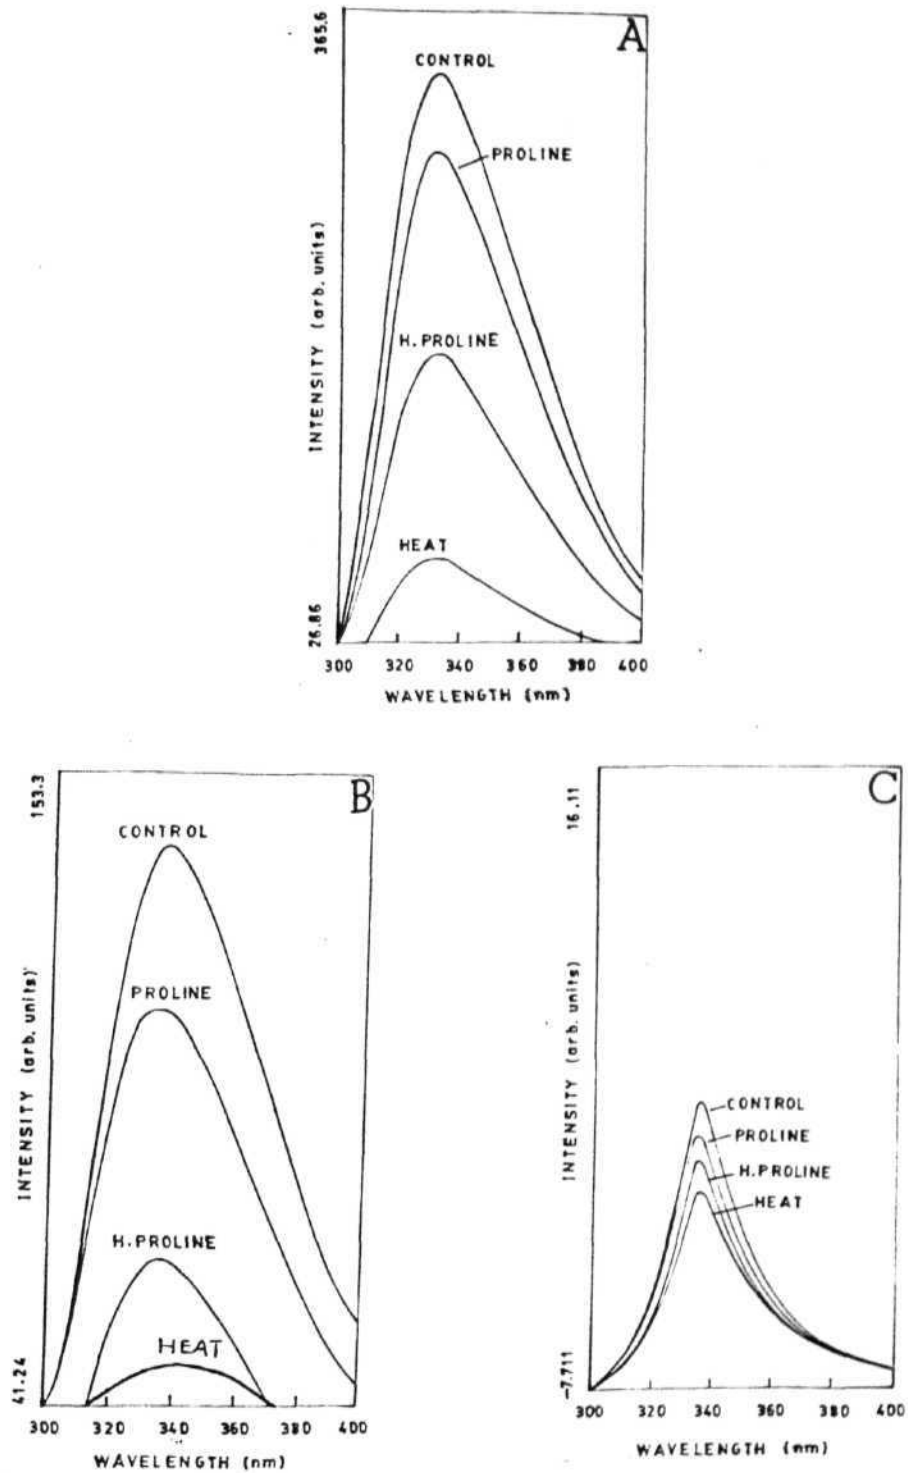 A
365.6
CONTROL
PROLINE
INTENSITY (arb. units)
H. PROLINE
HEAT
26.86
300 320 340 360 380 400
WAVELENGTH (nm)
B
153.3
CONTROL
INTENSITY (arb. units)
PROLINE
H. PROLINE
HEAT
41.24
300 320 340 360 380 400
WAVELENGTH (nm)
C
16.11
INTENSITY (arb. units)
CONTROL
PROLINE
H. PROLINE
HEAT
-7.711
300 320 340 360 380 400
WAVELENGTH (nm)